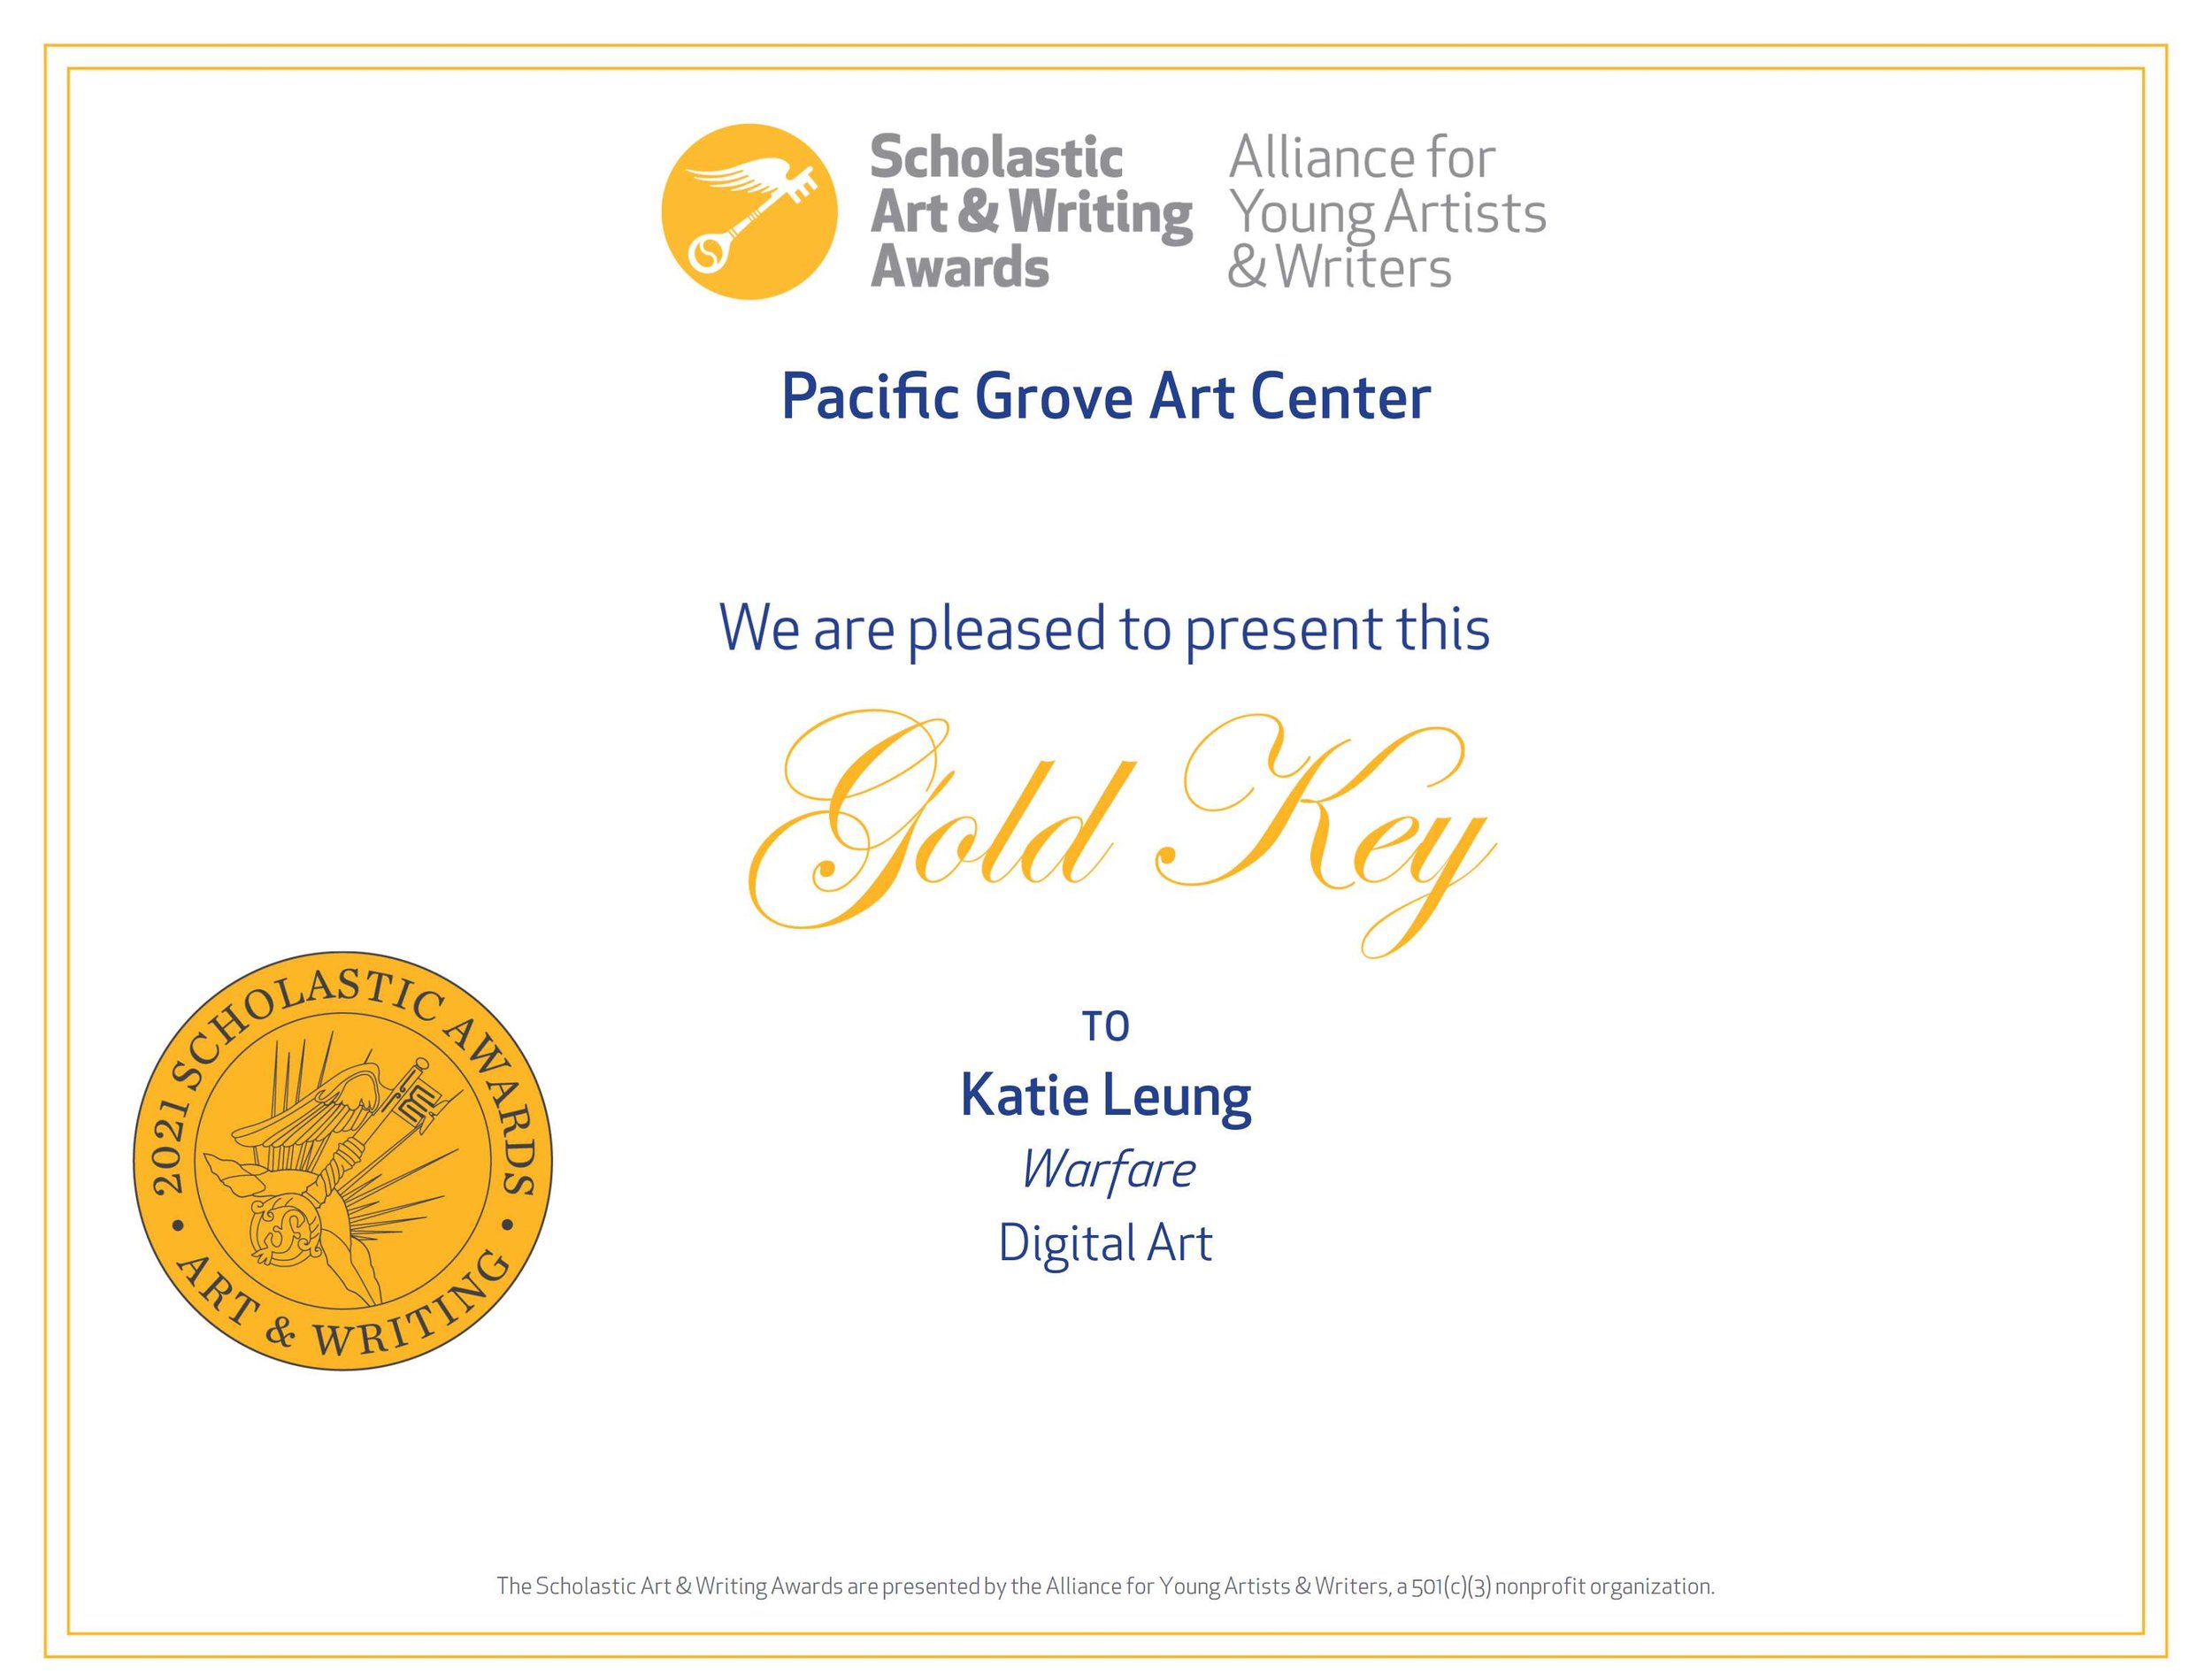 Scholastic
Art & Writing
Awards
Alliance for
Young Artists
& Writers
Pacific Grove Art Center
We are pleased to present this
Gold Key
TO
Katie Leung
Warfare
Digital Art
2021 SCHOLASTIC AWARDS
• ART & WRITING •
The Scholastic Art & Writing Awards are presented by the Alliance for Young Artists & Writers, a 501(c)(3) nonprofit organization.